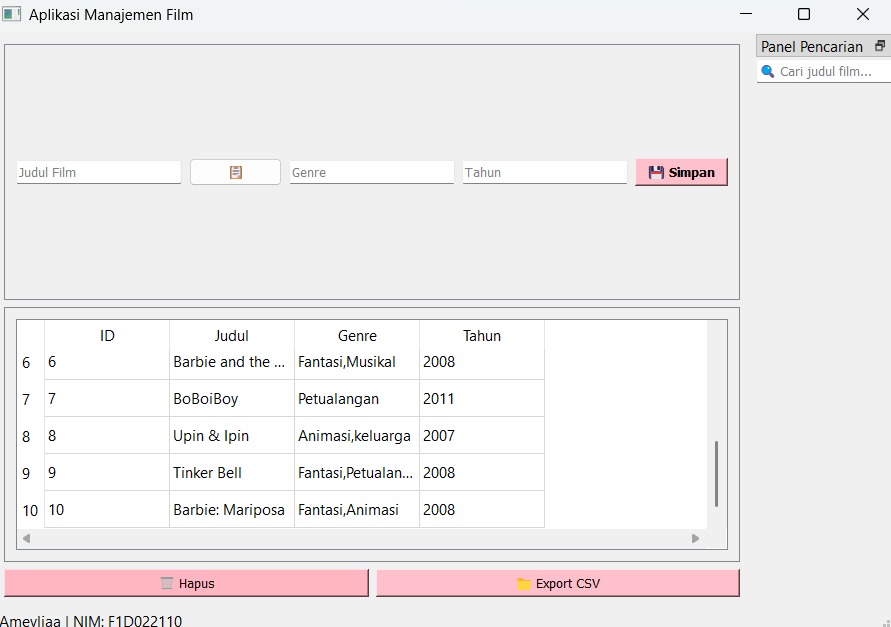 Aplikasi Manajemen Film
Panel Pencarian
Cari judul film...
Judul Film Genre Tahun Simpan
ID Judul Genre Tahun
6 6 Barbie and the ... Fantasi,Musikal 2008
7 7 BoBoiBoy Petualangan 2011
8 8 Upin & Ipin Animasi,keluarga 2007
9 9 Tinker Bell Fantasi,Petualan... 2008
10 10 Barbie: Mariposa Fantasi,Animasi 2008
Hapus Export CSV
Ameyliaa | NIM: F1D022110